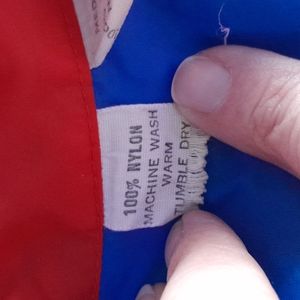 100% NYLON
MACHINE WASH
WARM
TUMBLE DRY